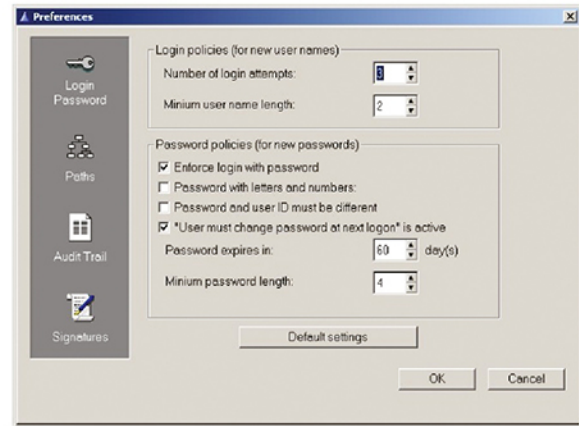 Preferences
Login
Password
Paths
Audit Trail
Signatures
Login policies (for new user names)
Number of login attempts: 3
Minium user name length: 2
Password policies (for new passwords)
Enforce login with password
Password with letters and numbers:
Password and user ID must be different
"User must change password at next logon" is active
Password expires in: 60 day(s)
Minium password length: 4
Default settings
OK Cancel